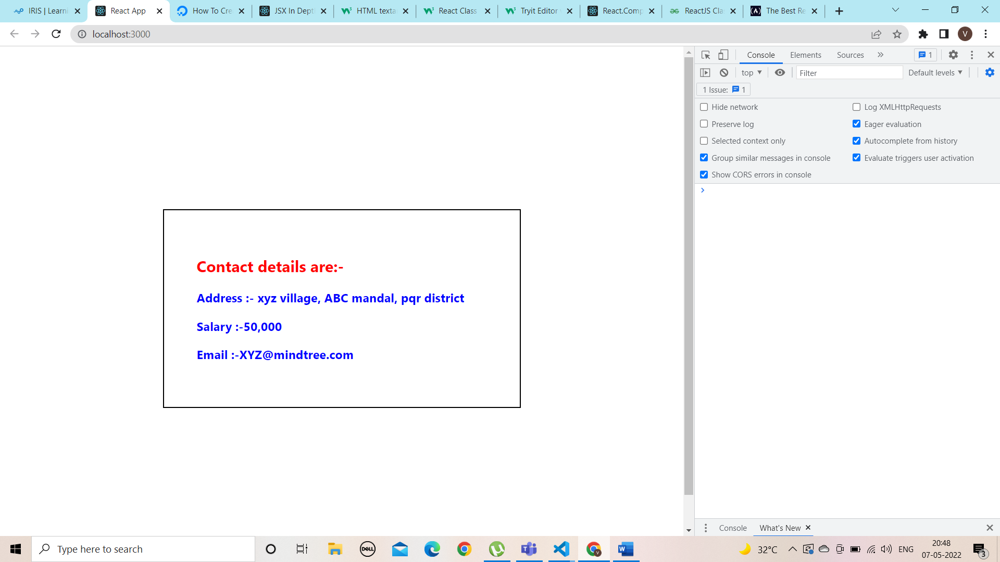 IRIS | Learni
React App
How To Cre
JSX In Dept
HTML texta
React Class
Tryit Editor
React.Comp
ReactJS Cla
The Best Re
localhost:3000
V
Console Elements Sources 1
top Filter Default levels
1 Issue: 1
Hide network Log XMLHttpRequests
Preserve log Eager evaluation
Selected context only Autocomplete from history
Group similar messages in console Evaluate triggers user activation
Show CORS errors in console
Contact details are:-
Address :- xyz village, ABC mandal, pqr district
Salary :-50,000
Email :-XYZ@mindtree.com
Console What's New
Type here to search
DELL
32°C ENG
20:48
07-05-2022
3